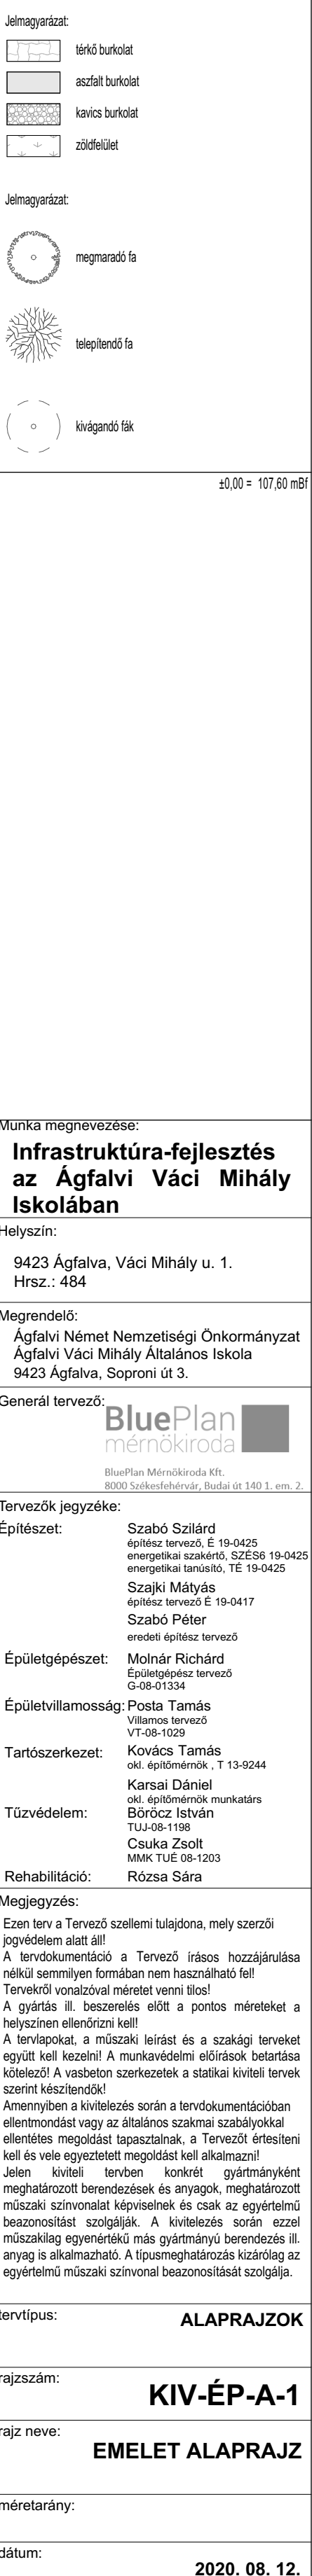 Jelmagyarázat:
térkő burkolat
aszfalt burkolat
kavics burkolat
zöldfelület
Jelmagyarázat:
megmaradó fa
telepítendő fa
kivágandó fák
±0,00 = 107,60 mBf
Munka megnevezése:
Infrastruktúra-fejlesztés
az Ágfalvi Váci Mihály
Iskolában
Helyszín:
9423 Ágfalva, Váci Mihály u. 1.
Hrsz.: 484
Megrendelő:
Ágfalvi Német Nemzetiségi Önkormányzat
Ágfalvi Váci Mihály Általános Iskola
9423 Ágfalva, Soproni út 3.
Generál tervező:
BluePlan
mérnökiroda
BluePlan Mérnökiroda Kft.
8000 Székesfehérvár, Budai út 140 1. em. 2.
Tervezők jegyzéke:
Építészet: Szabó Szilárd
építész tervező, É 19-0425
energetikai szakértő, SZÉS6 19-0425
energetikai tanúsító, TÉ 19-0425
Szajki Mátyás
építész tervező É 19-0417
Szabó Péter
eredeti építész tervező
Épületgépészet: Molnár Richárd
Épületgépész tervező
G-08-01334
Épületvillamosság: Posta Tamás
Villamos tervező
VT-08-1029
Tartószerkezet: Kovács Tamás
okl. építőmérnök , T 13-9244
Karsai Dániel
okl. építőmérnök munkatárs
Tűzvédelem: Böröcz István
TUJ-08-1198
Csuka Zsolt
MMK TUÉ 08-1203
Rehabilitáció: Rózsa Sára
Megjegyzés:
Ezen terv a Tervező szellemi tulajdona, mely szerzői
jogvédelem alatt áll!
A tervdokumentáció a Tervező írásos hozzájárulása
nélkül semmilyen formában nem használható fel!
Tervekről vonalzóval méretet venni tilos!
A gyártás ill. beszerelés előtt a pontos méreteket a
helyszínen ellenőrizni kell!
A tervlapokat, a műszaki leírást és a szakági terveket
együtt kell kezelni! A munkavédelmi előírások betartása
kötelező! A vasbeton szerkezetek a statikai kiviteli tervek
szerint készítendők!
Amennyiben a kivitelezés során a tervdokumentációban
ellentmondást vagy az általános szakmai szabályokkal
ellentétes megoldást tapasztalnak, a Tervezőt értesíteni
kell és vele egyeztetett megoldást kell alkalmazni!
Jelen kiviteli tervben konkrét gyártmányként
meghatározott berendezések és anyagok, meghatározott
műszaki színvonalat képviselnek és csak az egyértelmű
beazonosítást szolgálják. A kivitelezés során ezzel
műszakilag egyenértékű más gyártmányú berendezés ill.
anyag is alkalmazható. A típusmeghatározás kizárólag az
egyértelmű műszaki színvonal beazonosítását szolgálja.
tervtípus: ALAPRAJZOK
rajzszám:
KIV-ÉP-A-1
rajz neve:
EMELET ALAPRAJZ
méretarány:
dátum:
2020. 08. 12.